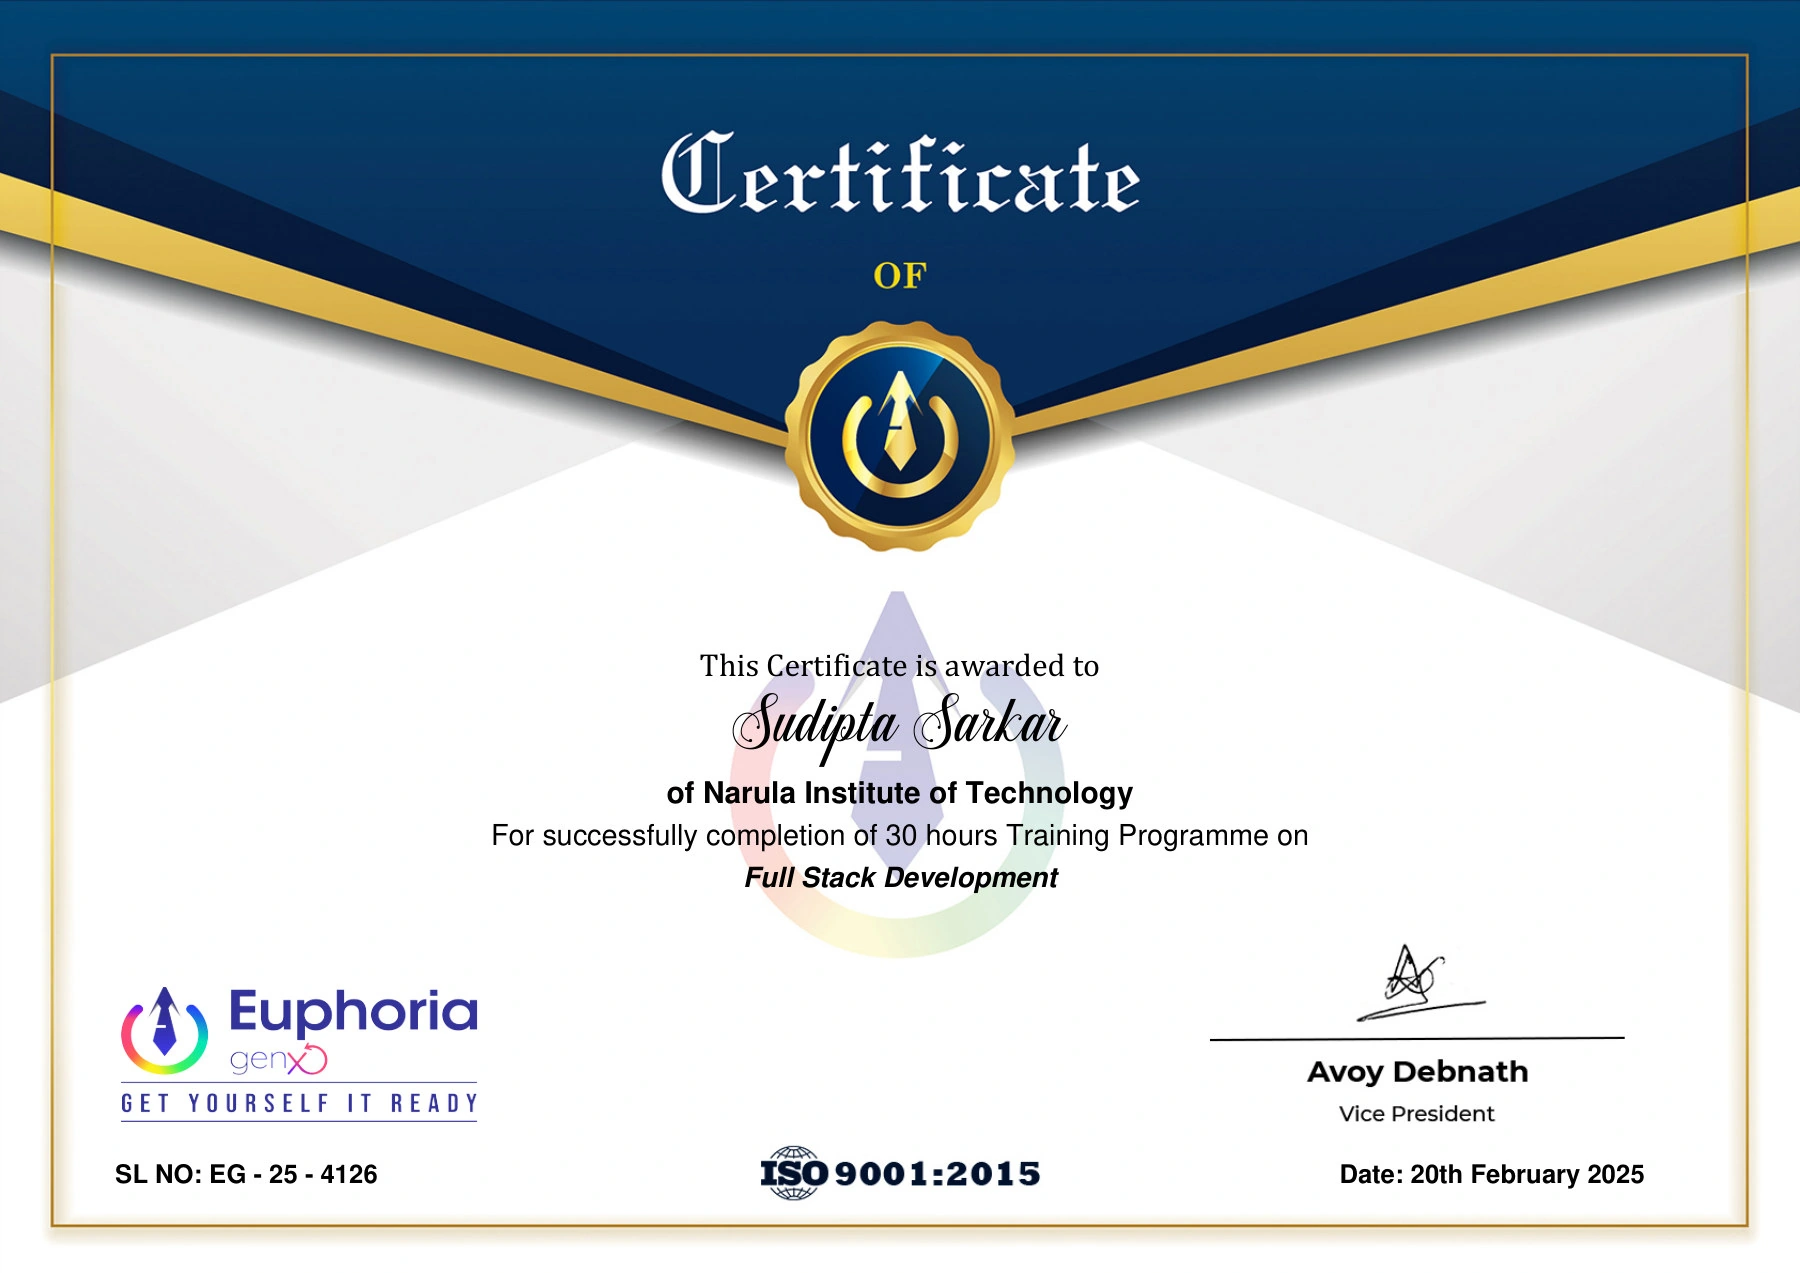 Certificate
OF
This Certificate is awarded to
Sudipta Sarkar
of Narula Institute of Technology
For successfully completion of 30 hours Training Programme on
Full Stack Development
Euphoria
genx
GET YOURSELF IT READY
Avoy Debnath
Vice President
SL NO: EG - 25 - 4126
ISO 9001:2015
Date: 20th February 2025